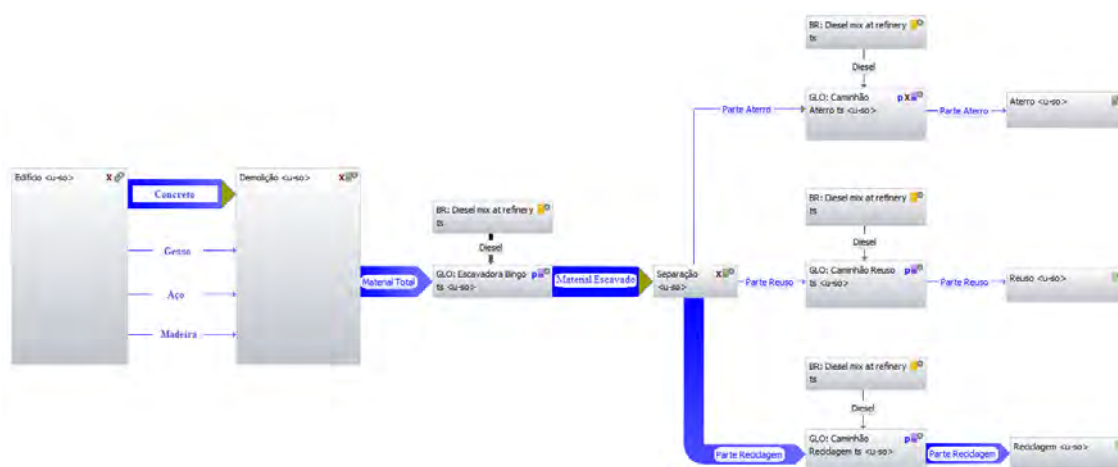 BR: Diesel mix at refinery
ts
Diesel
GLO: Caminhão
Aterro ts <u-so>
pX
Parte Aterro
Parte Aterro
Aterro <u-so>
Edifício <u-so>
X
Concreto
Gesso
Aço
Madeira
Demolição <u-so>
X
Material Total
BR: Diesel mix at refinery
ts
Diesel
GLO: Escavadora Bingo
ts <u-so>
p
Material Escavado
Separação
<u-so>
X
BR: Diesel mix at refinery
ts
Diesel
Parte Reuso
GLO: Caminhão Reuso
ts <u-so>
p
Parte Reuso
Reuso <u-so>
BR: Diesel mix at refinery
ts
Diesel
Parte Reciclagem
GLO: Caminhão
Reciclagem ts <u-so>
p
Parte Reciclagem
Reciclagem <u-so>